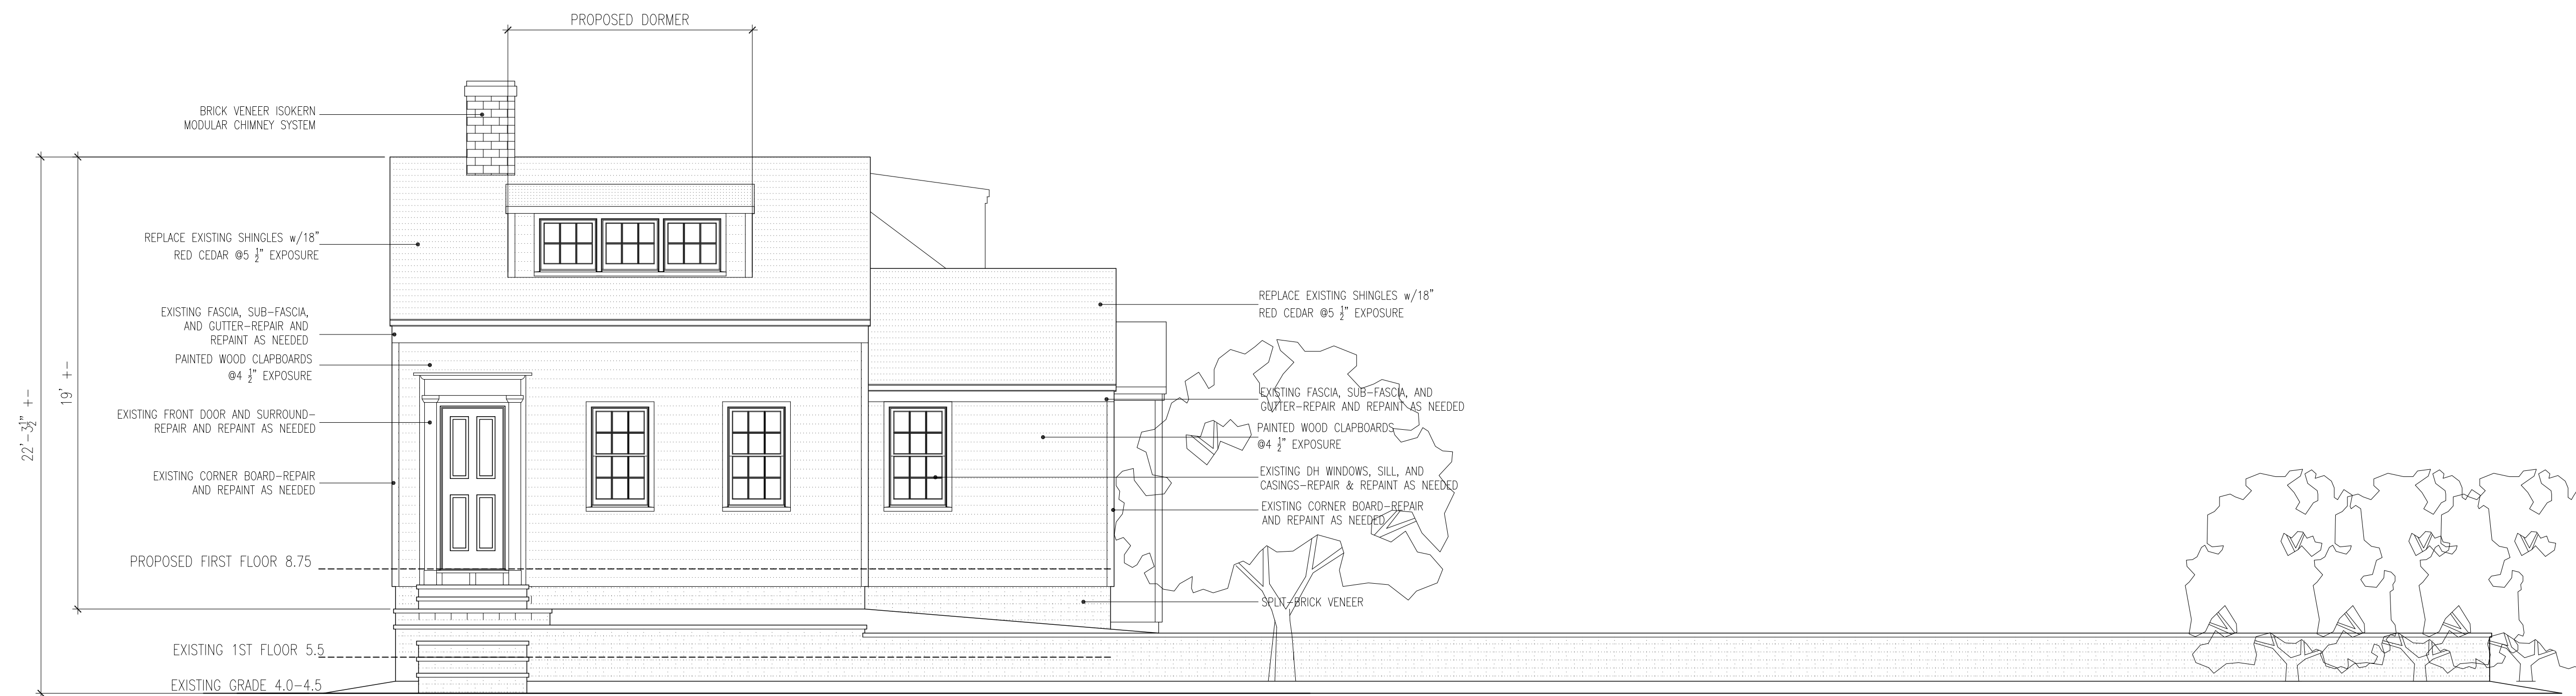 PROPOSED DORMER
BRICK VENEER ISOKERN
MODULAR CHIMNEY SYSTEM
REPLACE EXISTING SHINGLES w/18"
RED CEDAR @5 1/2" EXPOSURE
EXISTING FASCIA, SUB-FASCIA,
AND GUTTER-REPAIR AND
REPAINT AS NEEDED
PAINTED WOOD CLAPBOARDS
@4 1/2" EXPOSURE
EXISTING FRONT DOOR AND SURROUND-
REPAIR AND REPAINT AS NEEDED
EXISTING CORNER BOARD-REPAIR
AND REPAINT AS NEEDED
22'-3 1/2" +-
19' +-
PROPOSED FIRST FLOOR 8.75
EXISTING 1ST FLOOR 5.5
EXISTING GRADE 4.0-4.5
REPLACE EXISTING SHINGLES w/18"
RED CEDAR @5 1/2" EXPOSURE
EXISTING FASCIA, SUB-FASCIA, AND
GUTTER-REPAIR AND REPAINT AS NEEDED
PAINTED WOOD CLAPBOARDS
@4 1/2" EXPOSURE
EXISTING DH WINDOWS, SILL, AND
CASINGS-REPAIR & REPAINT AS NEEDED
EXISTING CORNER BOARD-REPAIR
AND REPAINT AS NEEDED
SPLIT-BRICK VENEER